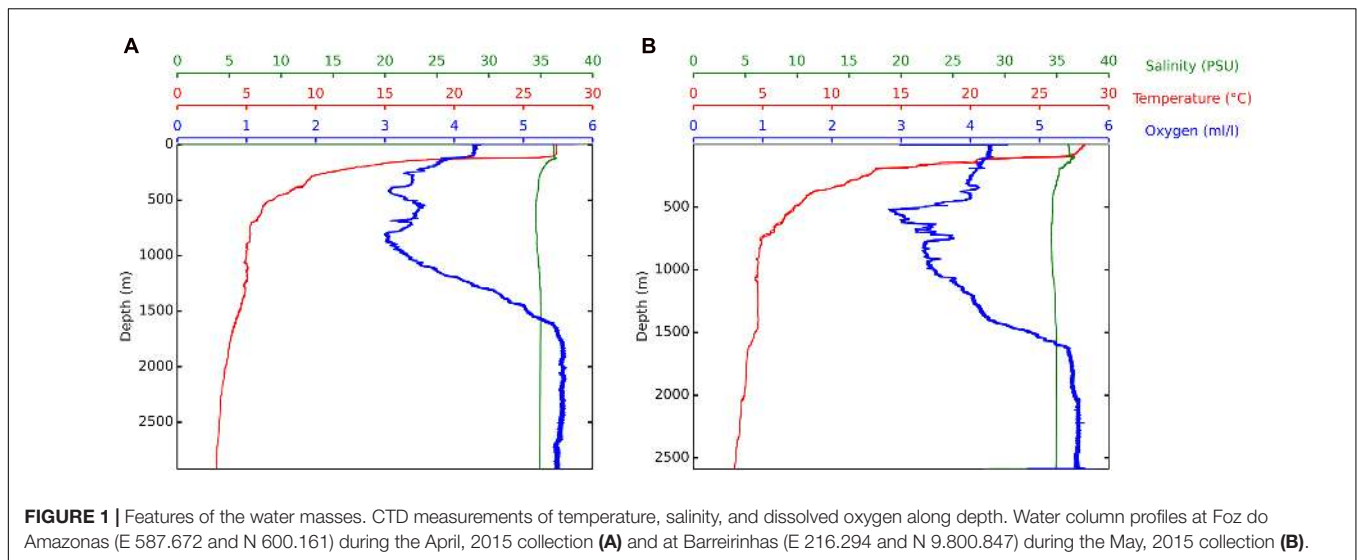 A
B
0 5 10 15 20 25 30 35 40
0 5 10 15 20 25 30 35 40
Salinity (PSU)
0 5 10 15 20 25 30
0 5 10 15 20 25 30
Temperature (°C)
0 1 2 3 4 5 6
0 1 2 3 4 5 6
Oxygen (ml/l)
0
500
1000
1500
2000
2500
Depth (m)
0
500
1000
1500
2000
2500
Depth (m)
FIGURE 1 | Features of the water masses. CTD measurements of temperature, salinity, and dissolved oxygen along depth. Water column profiles at Foz do
Amazonas (E 587.672 and N 600.161) during the April, 2015 collection (A) and at Barreirinhas (E 216.294 and N 9.800.847) during the May, 2015 collection (B).